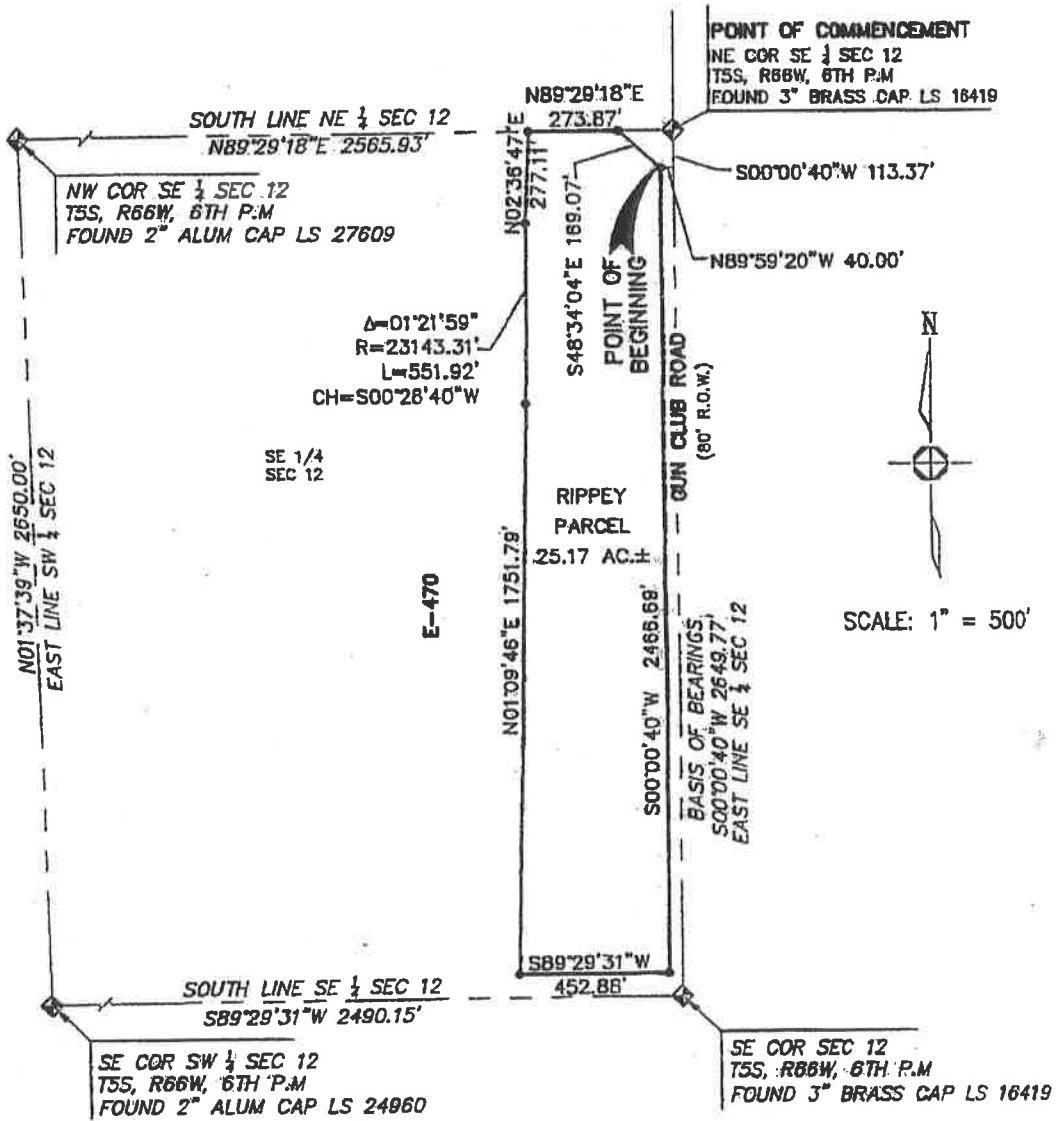 POINT OF COMMENCEMENT
NE COR SE ¼ SEC 12
T5S, R66W, 6TH P.M
FOUND 3" BRASS CAP LS 16419
N89°29'18"E
273.87'
SOUTH LINE NE ¼ SEC 12
N89°29'18"E 2565.93'
NW COR SE ¼ SEC 12
T5S, R66W, 6TH P.M
FOUND 2" ALUM CAP LS 27609
N02°36'47"E
277.11'
S48°34'04"E 169.07'
S00°00'40"W 113.37'
N89°59'20"W 40.00'
POINT OF
BEGINNING
Δ=01°21'59"
R=23143.31'
L=551.92'
CH=S00°28'40"W
GUN CLUB ROAD
(80' R.O.W.)
N
SE 1/4
SEC 12
RIPPEY
PARCEL
25.17 AC.±
N01°37'39"W 2650.00'
EAST LINE SW ¼ SEC 12
E-470
N01°09'46"E 1751.79'
S00°00'40"W 2466.69'
BASIS OF BEARINGS
S00°00'40"W 2649.77'
EAST LINE SE ¼ SEC 12
SCALE: 1" = 500'
S89°29'31"W
452.86'
SOUTH LINE SE ¼ SEC 12
S89°29'31"W 2490.15'
SE COR SW ¼ SEC 12
T5S, R66W, 6TH P.M
FOUND 2" ALUM CAP LS 24960
SE COR SEC 12
T5S, R66W, 6TH P.M
FOUND 3" BRASS CAP LS 16419